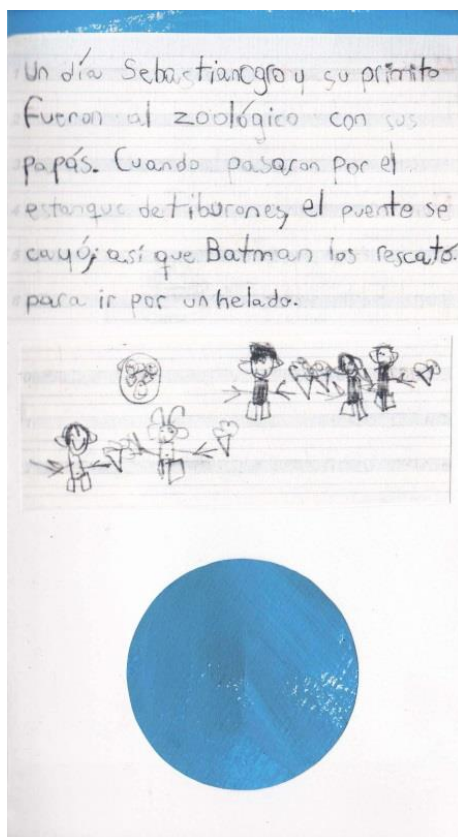 Un día Sebastianogro y su primito
fueron al zoológico con sus
papás. Cuando pasaron por el
estanque de tiburones, el puente se
cayó; así que Batman los rescató.
para ir por un helado.